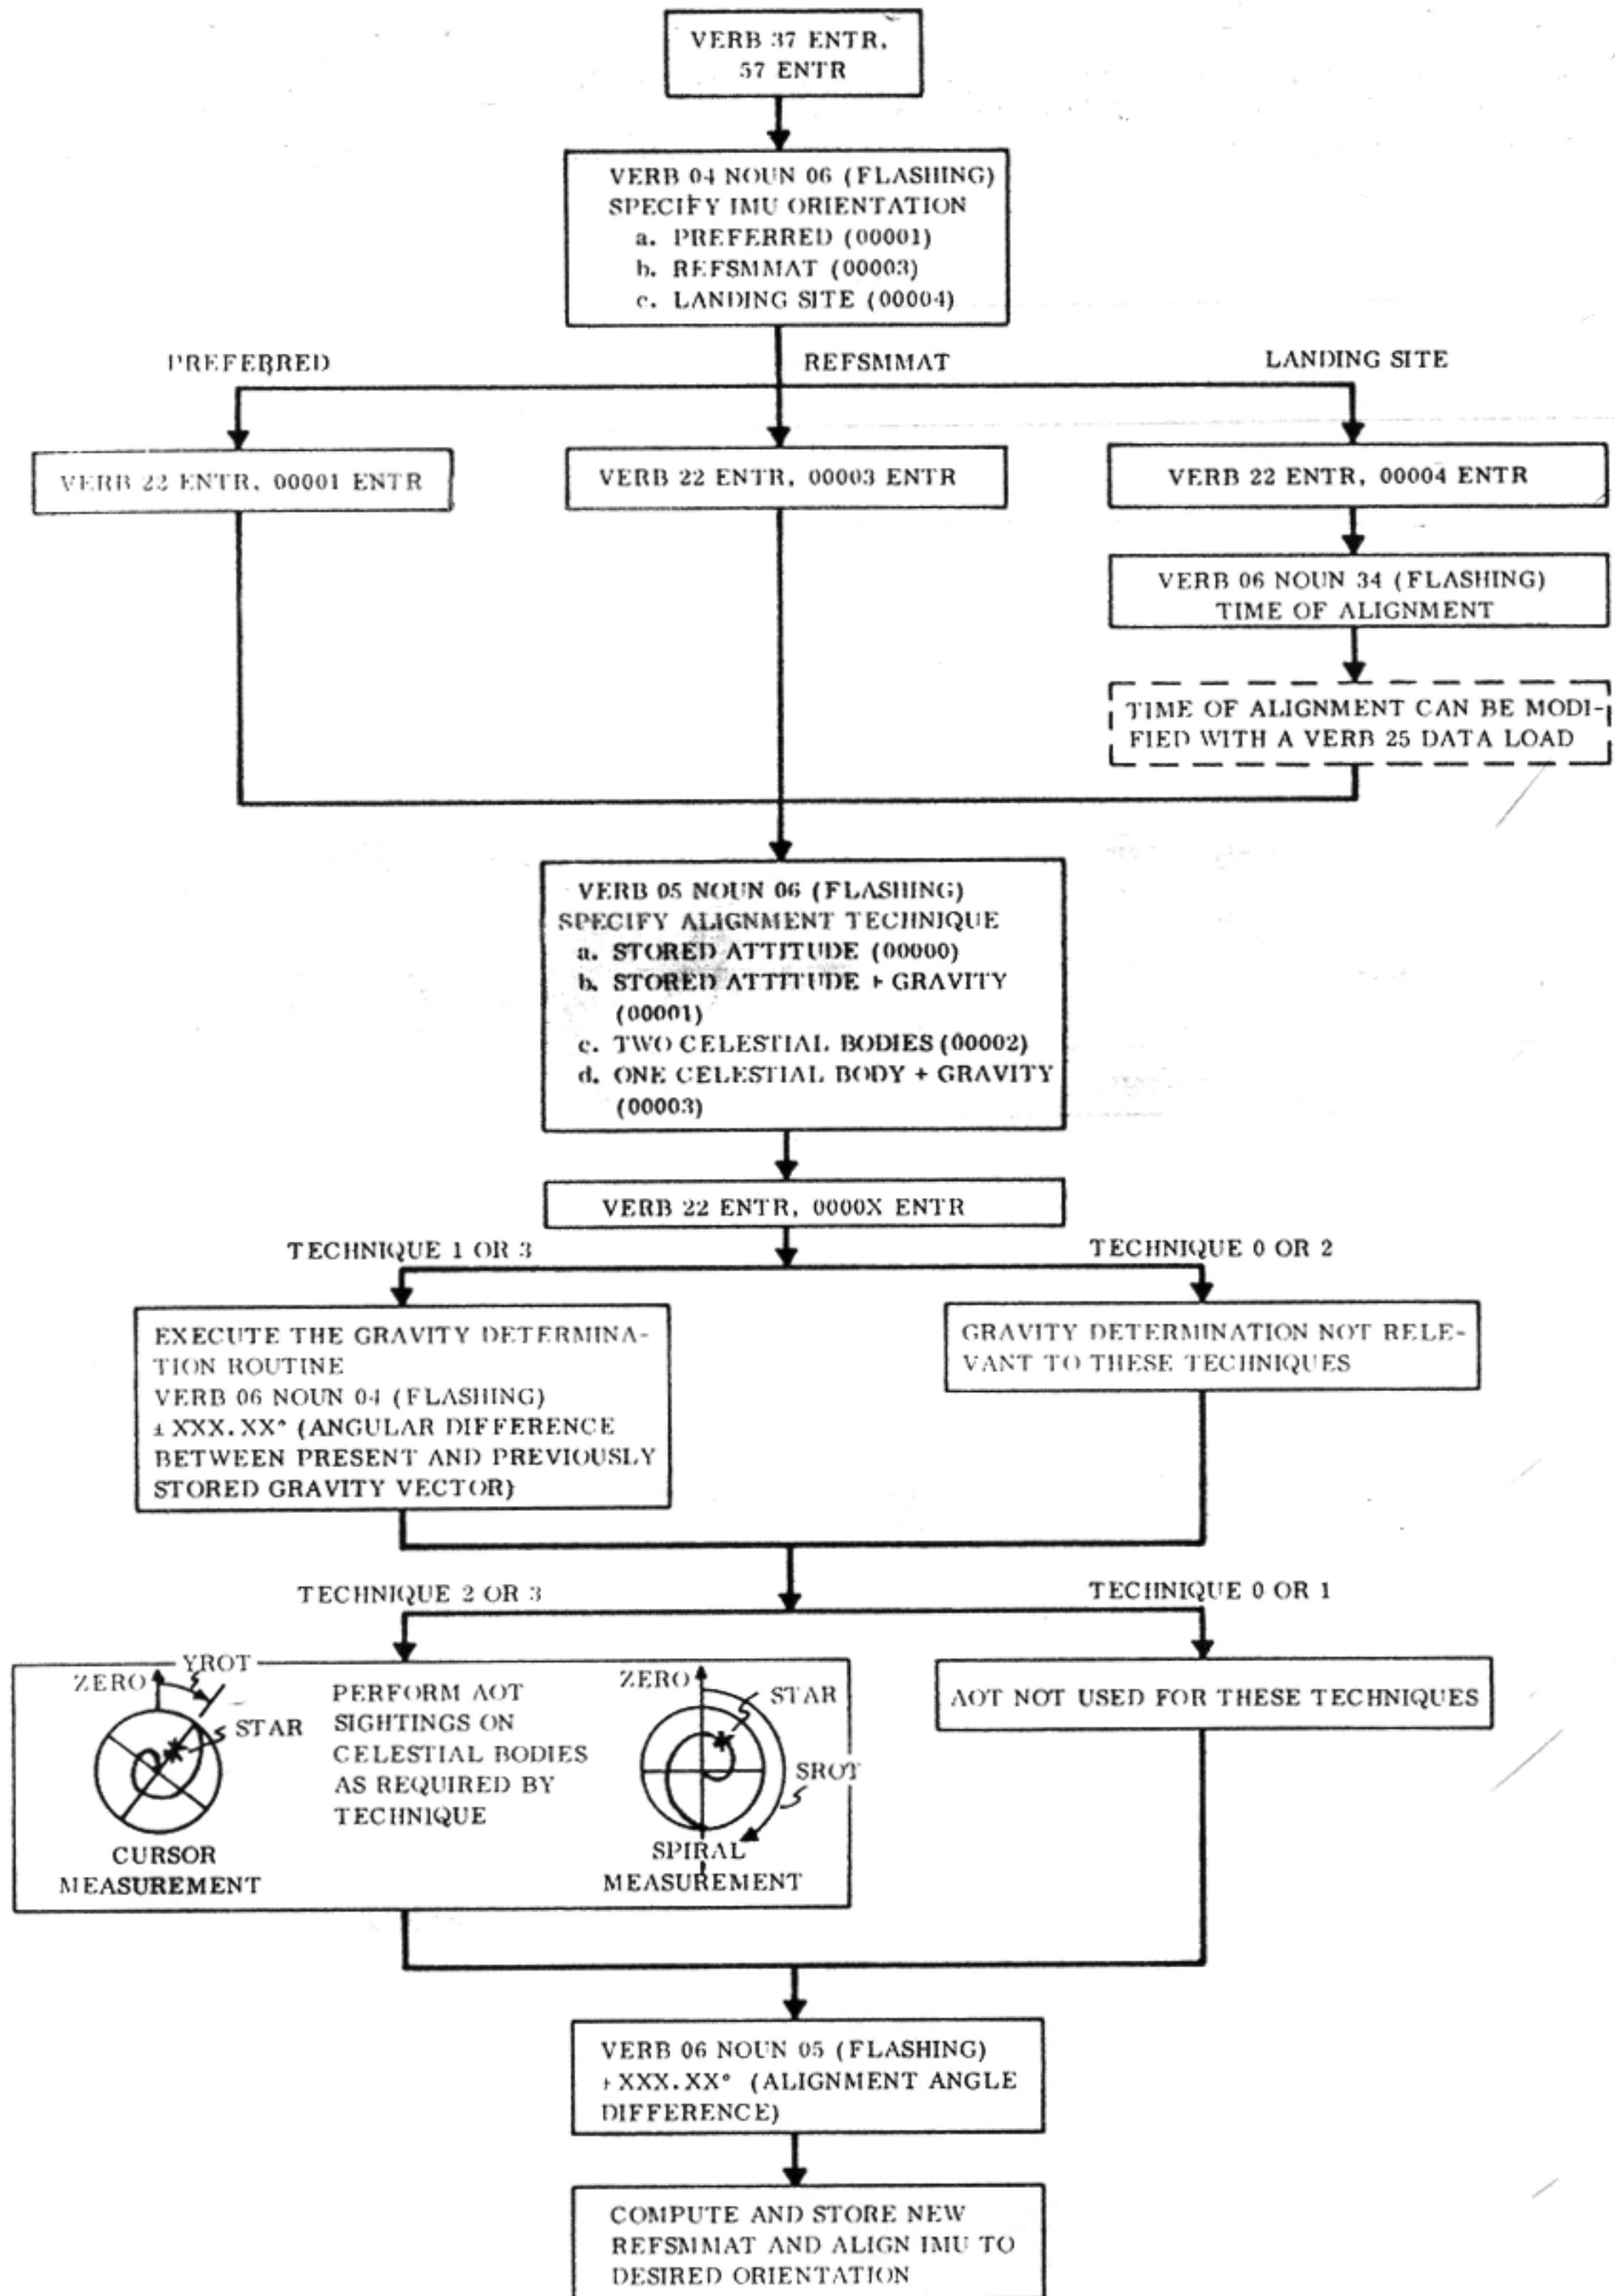 VERB 37 ENTR,
57 ENTR
VERB 04 NOUN 06 (FLASHING)
SPECIFY IMU ORIENTATION
a. PREFERRED (00001)
b. REFSMMAT (00003)
c. LANDING SITE (00004)
PREFERRED
REFSMMAT
LANDING SITE
VERB 22 ENTR, 00001 ENTR
VERB 22 ENTR, 00003 ENTR
VERB 22 ENTR, 00004 ENTR
VERB 06 NOUN 34 (FLASHING)
TIME OF ALIGNMENT
TIME OF ALIGNMENT CAN BE MODI-
FIED WITH A VERB 25 DATA LOAD
VERB 05 NOUN 06 (FLASHING)
SPECIFY ALIGNMENT TECHNIQUE
a. STORED ATTITUDE (00000)
b. STORED ATTITUDE + GRAVITY
(00001)
c. TWO CELESTIAL BODIES (00002)
d. ONE CELESTIAL BODY + GRAVITY
(00003)
VERB 22 ENTR, 0000X ENTR
TECHNIQUE 1 OR 3
TECHNIQUE 0 OR 2
EXECUTE THE GRAVITY DETERMINA-
TION ROUTINE
VERB 06 NOUN 04 (FLASHING)
±XXX.XX° (ANGULAR DIFFERENCE
BETWEEN PRESENT AND PREVIOUSLY
STORED GRAVITY VECTOR)
GRAVITY DETERMINATION NOT RELE-
VANT TO THESE TECHNIQUES
TECHNIQUE 2 OR 3
TECHNIQUE 0 OR 1
ZERO
YROT
STAR
CURSOR
MEASUREMENT
PERFORM AOT
SIGHTINGS ON
CELESTIAL BODIES
AS REQUIRED BY
TECHNIQUE
ZERO
STAR
SROT
SPIRAL
MEASUREMENT
AOT NOT USED FOR THESE TECHNIQUES
VERB 06 NOUN 05 (FLASHING)
+XXX.XX° (ALIGNMENT ANGLE
DIFFERENCE)
COMPUTE AND STORE NEW
REFSMMAT AND ALIGN IMU TO
DESIRED ORIENTATION